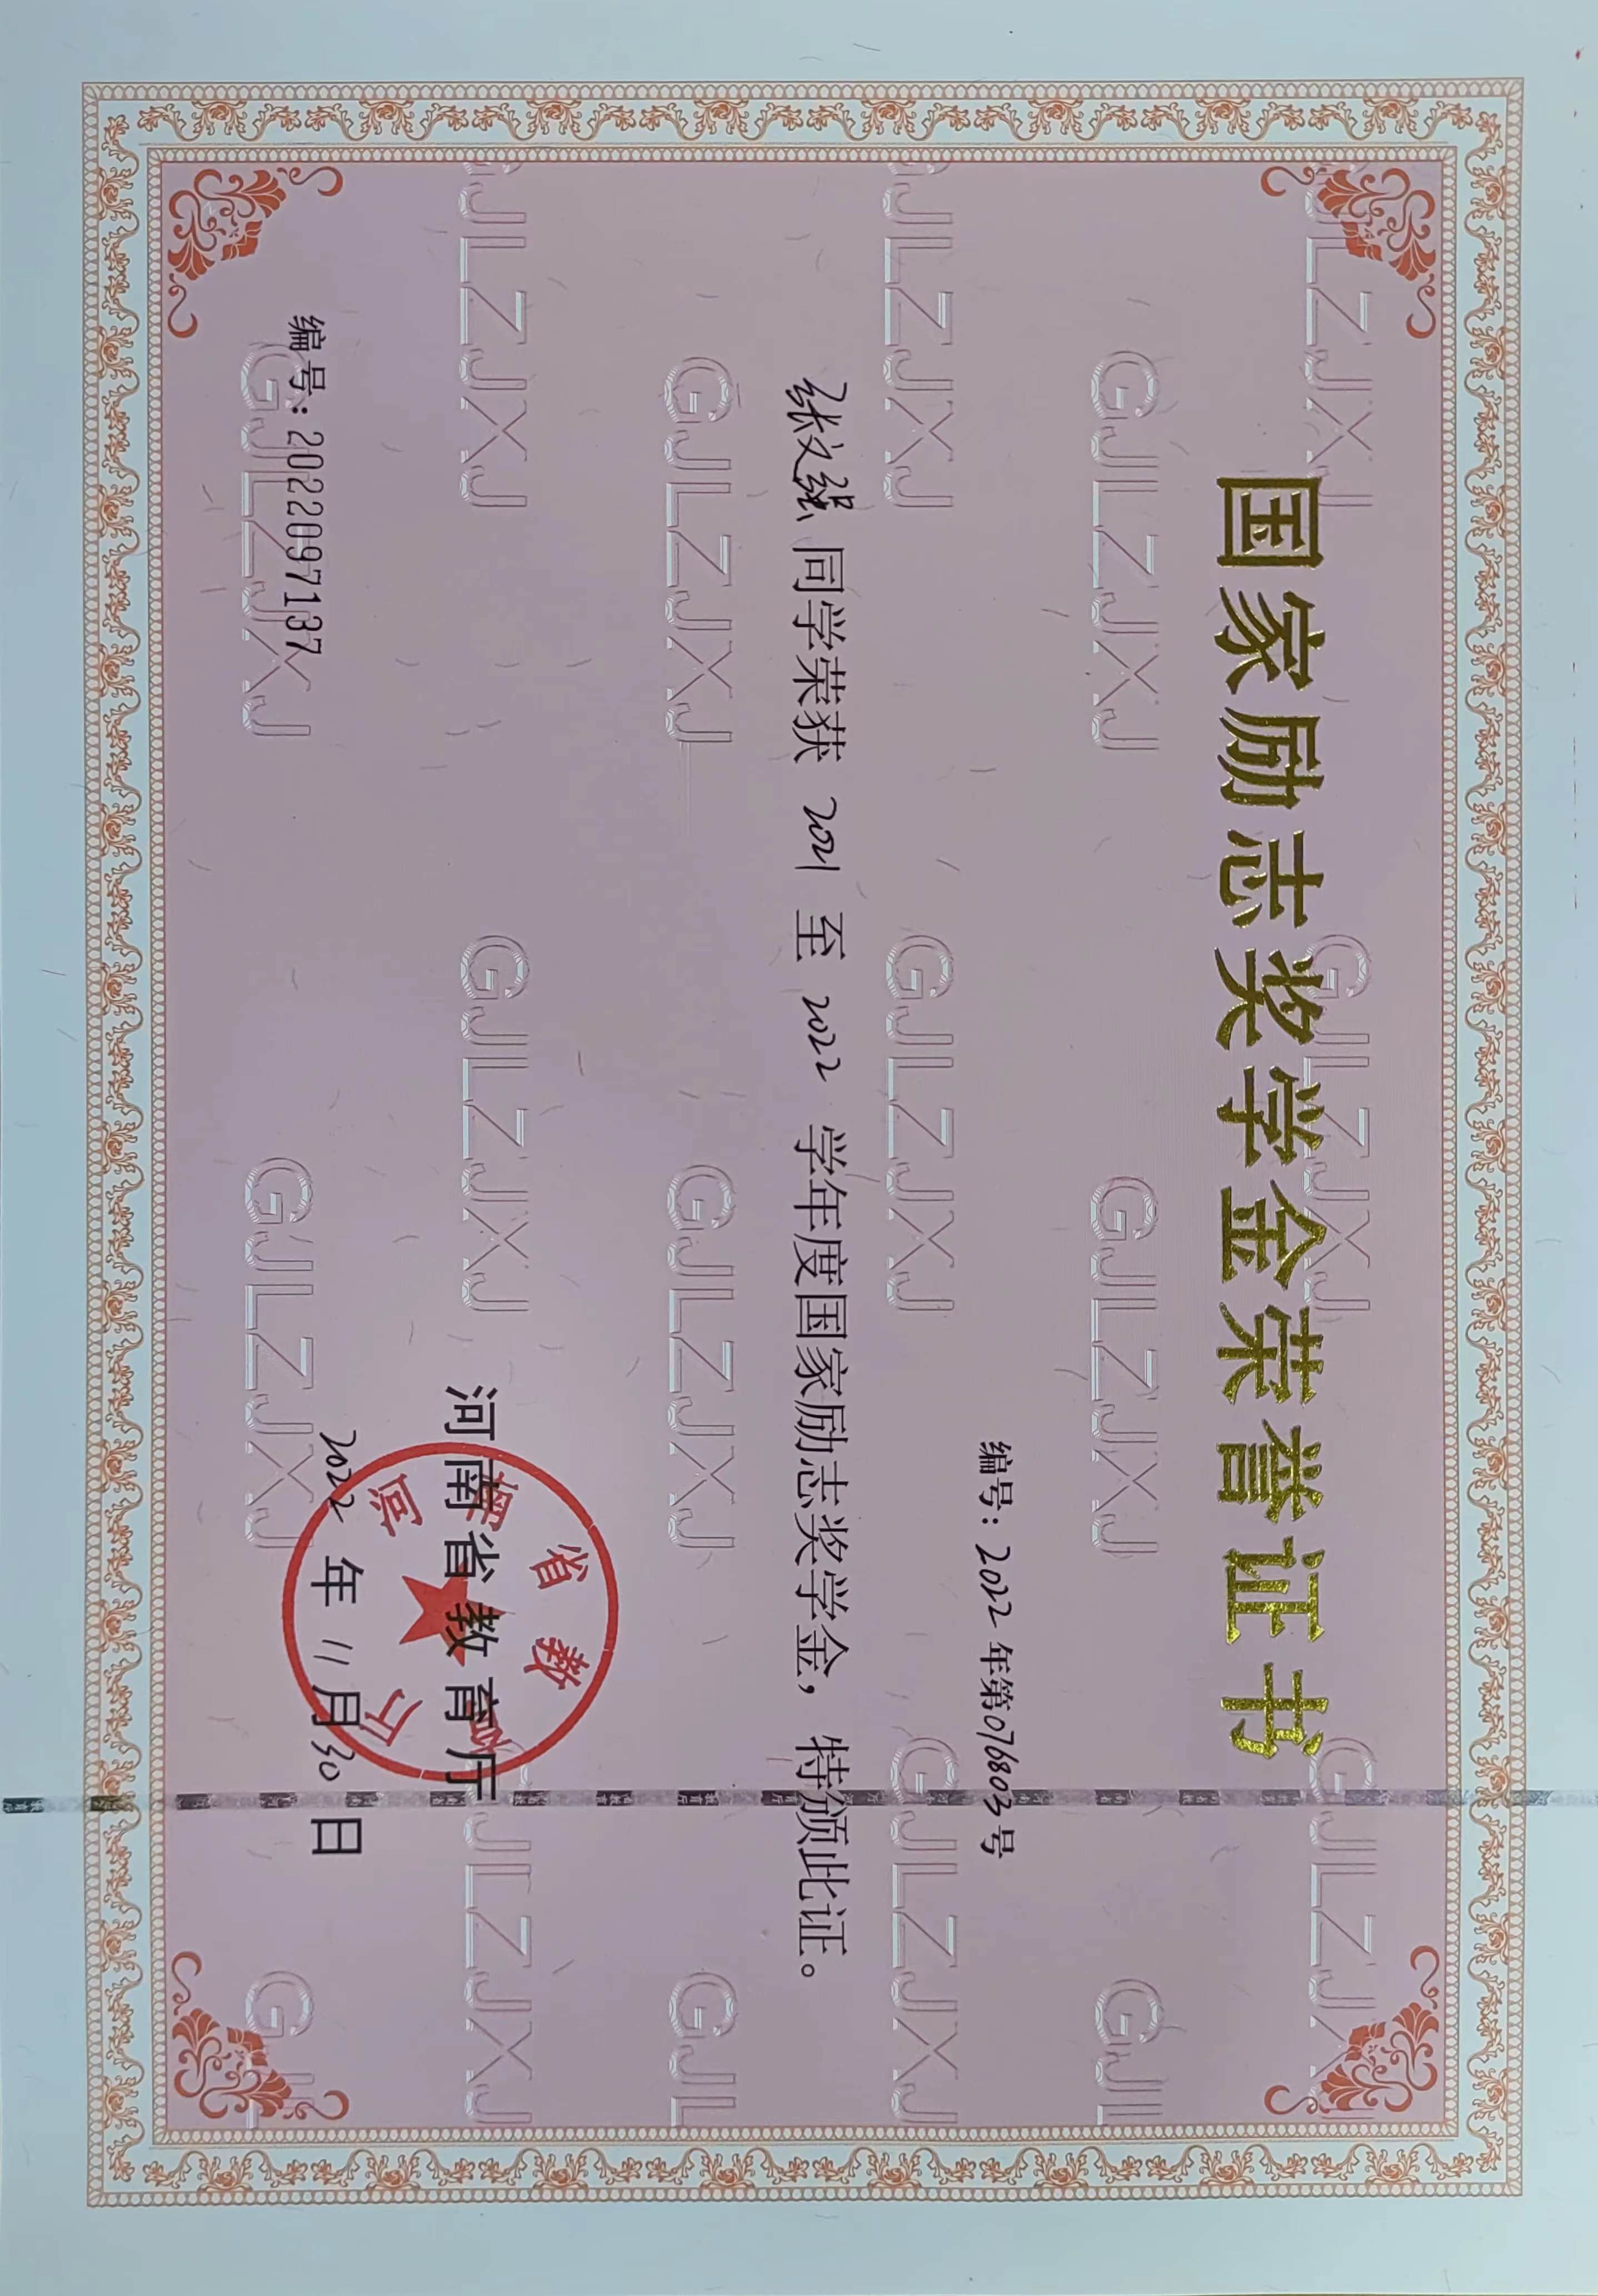 国家励志奖学金荣誉证书
编号：2022年第076803号
张文强 同学荣获 2021 至 2022 学年度国家励志奖学金，特颁此证。
河南省教育厅
2022 年 11 月 30 日
编号：2022097137
河南省教育厅
GJLZJXJ